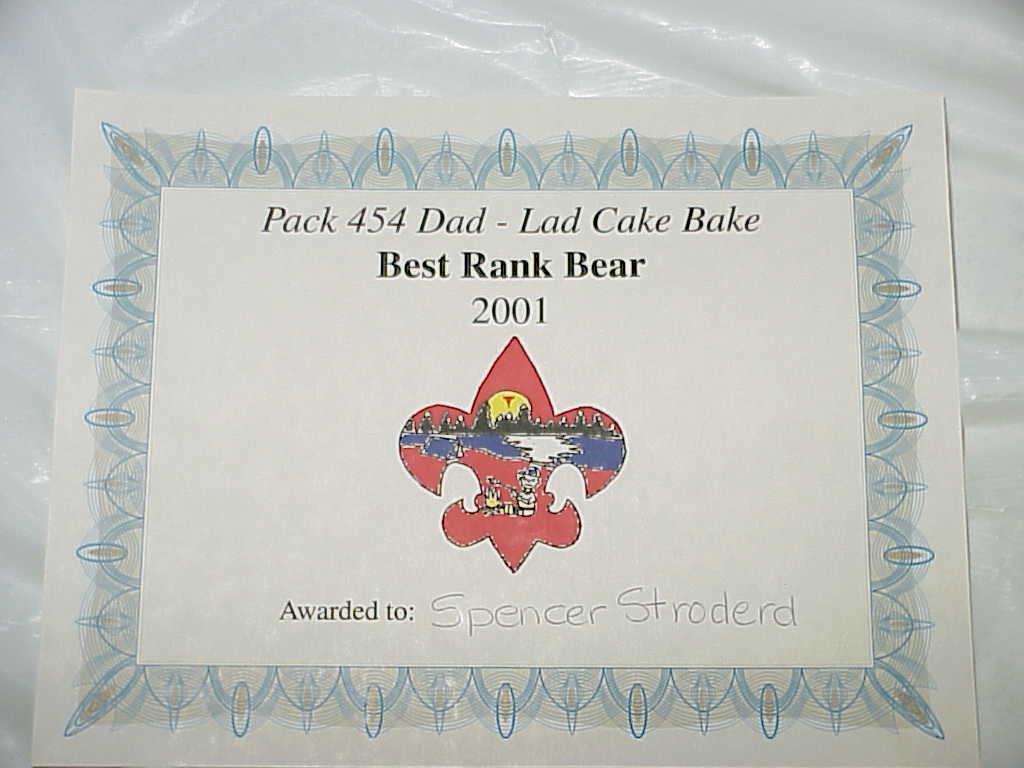 Pack 454 Dad - Lad Cake Bake
Best Rank Bear
2001
Awarded to: Spencer Stroderd